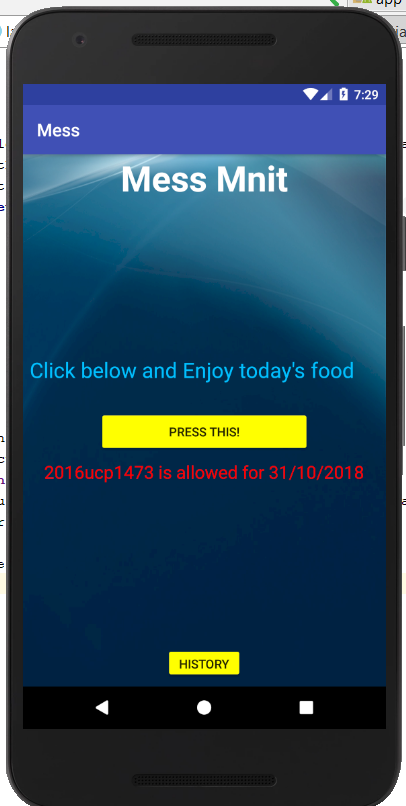 app
7:29
Mess
Mess Mnit
Click below and Enjoy today's food
PRESS THIS!
2016ucp1473 is allowed for 31/10/2018
HISTORY